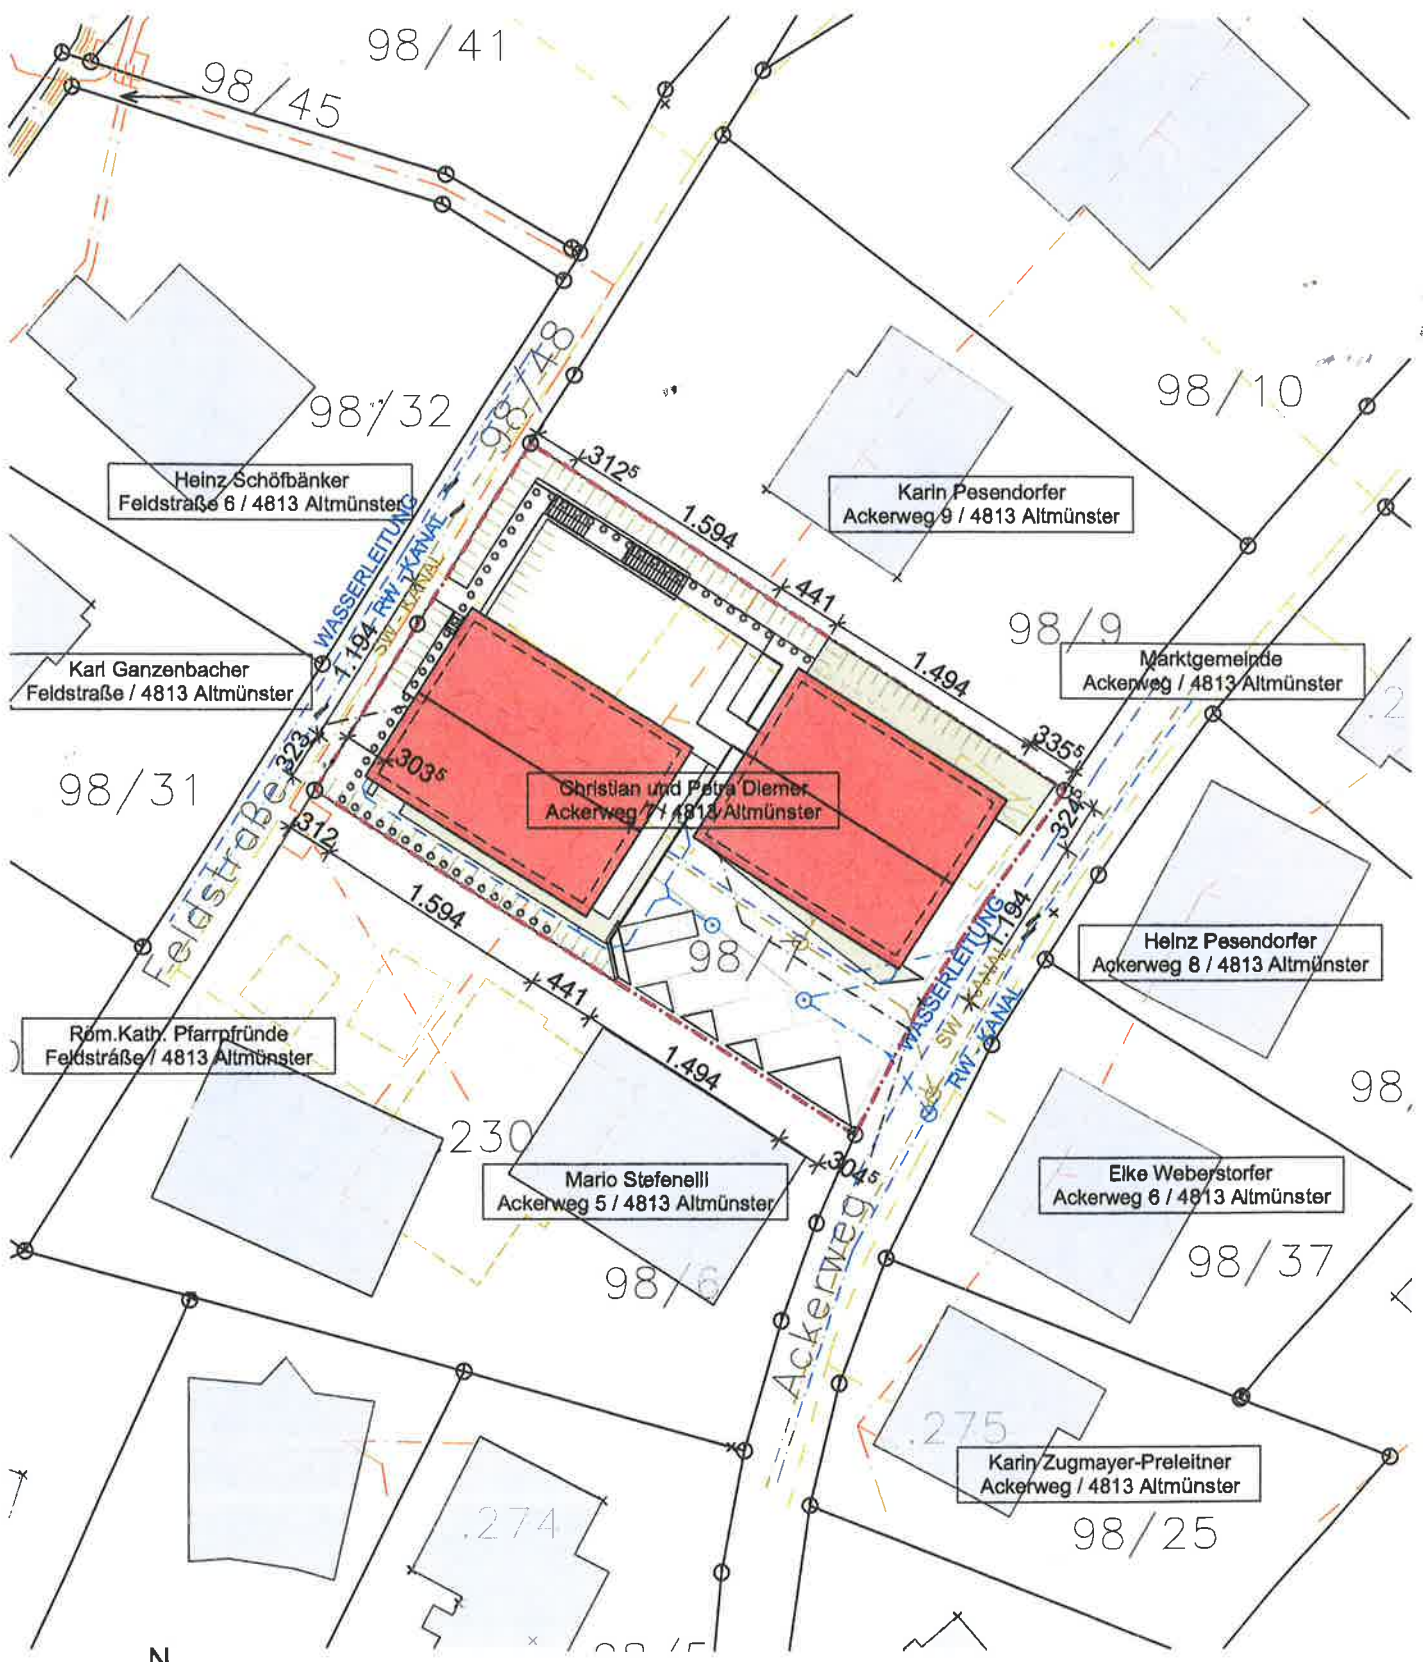 98/41
98/45
98/48
98/32
98/10
Heinz Schöfbänker
Feldstraße 6 / 4813 Altmünster
312⁵
1.594
441
1.494
335⁵
Karin Pesendorfer
Ackerweg 9 / 4813 Altmünster
WASSERLEITUNG
RW - KANAL
SW - KANAL
1.194
98/9
Marktgemeinde
Ackerweg / 4813 Altmünster
Karl Ganzenbacher
Feldstraße / 4813 Altmünster
.2
98/31
323
303⁵
Christian und Petra Diemer
Ackerweg 7 / 4813 Altmünster
324⁵
1.194
312
Feldstraße
1.594
441
1.494
304⁵
98/7
WASSERLEITUNG
SW - KANAL
RW - KANAL
Heinz Pesendorfer
Ackerweg 8 / 4813 Altmünster
Röm.Kath. Pfarrpfründe
Feldstraße / 4813 Altmünster
98
230
Mario Stefenelli
Ackerweg 5 / 4813 Altmünster
Elke Weberstorfer
Ackerweg 6 / 4813 Altmünster
98/6
98/37
Ackerweg
.275
Karin Zugmayer-Preleitner
Ackerweg / 4813 Altmünster
.274
98/25
98/5
N